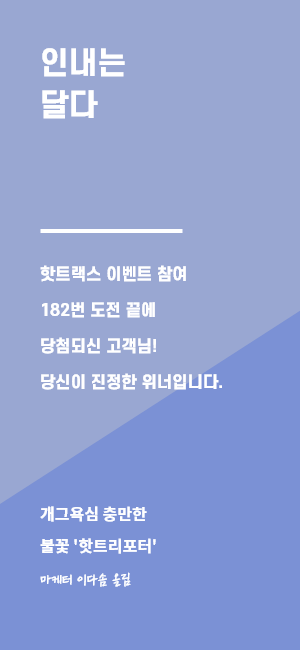 인내는
달다
핫트랙스 이벤트 참여
182번 도전 끝에
당첨되신 고객님!
당신이 진정한 위너입니다.
개그욕심 충만한
불꽃 '핫트리포터'
마케터 이다솜 올림